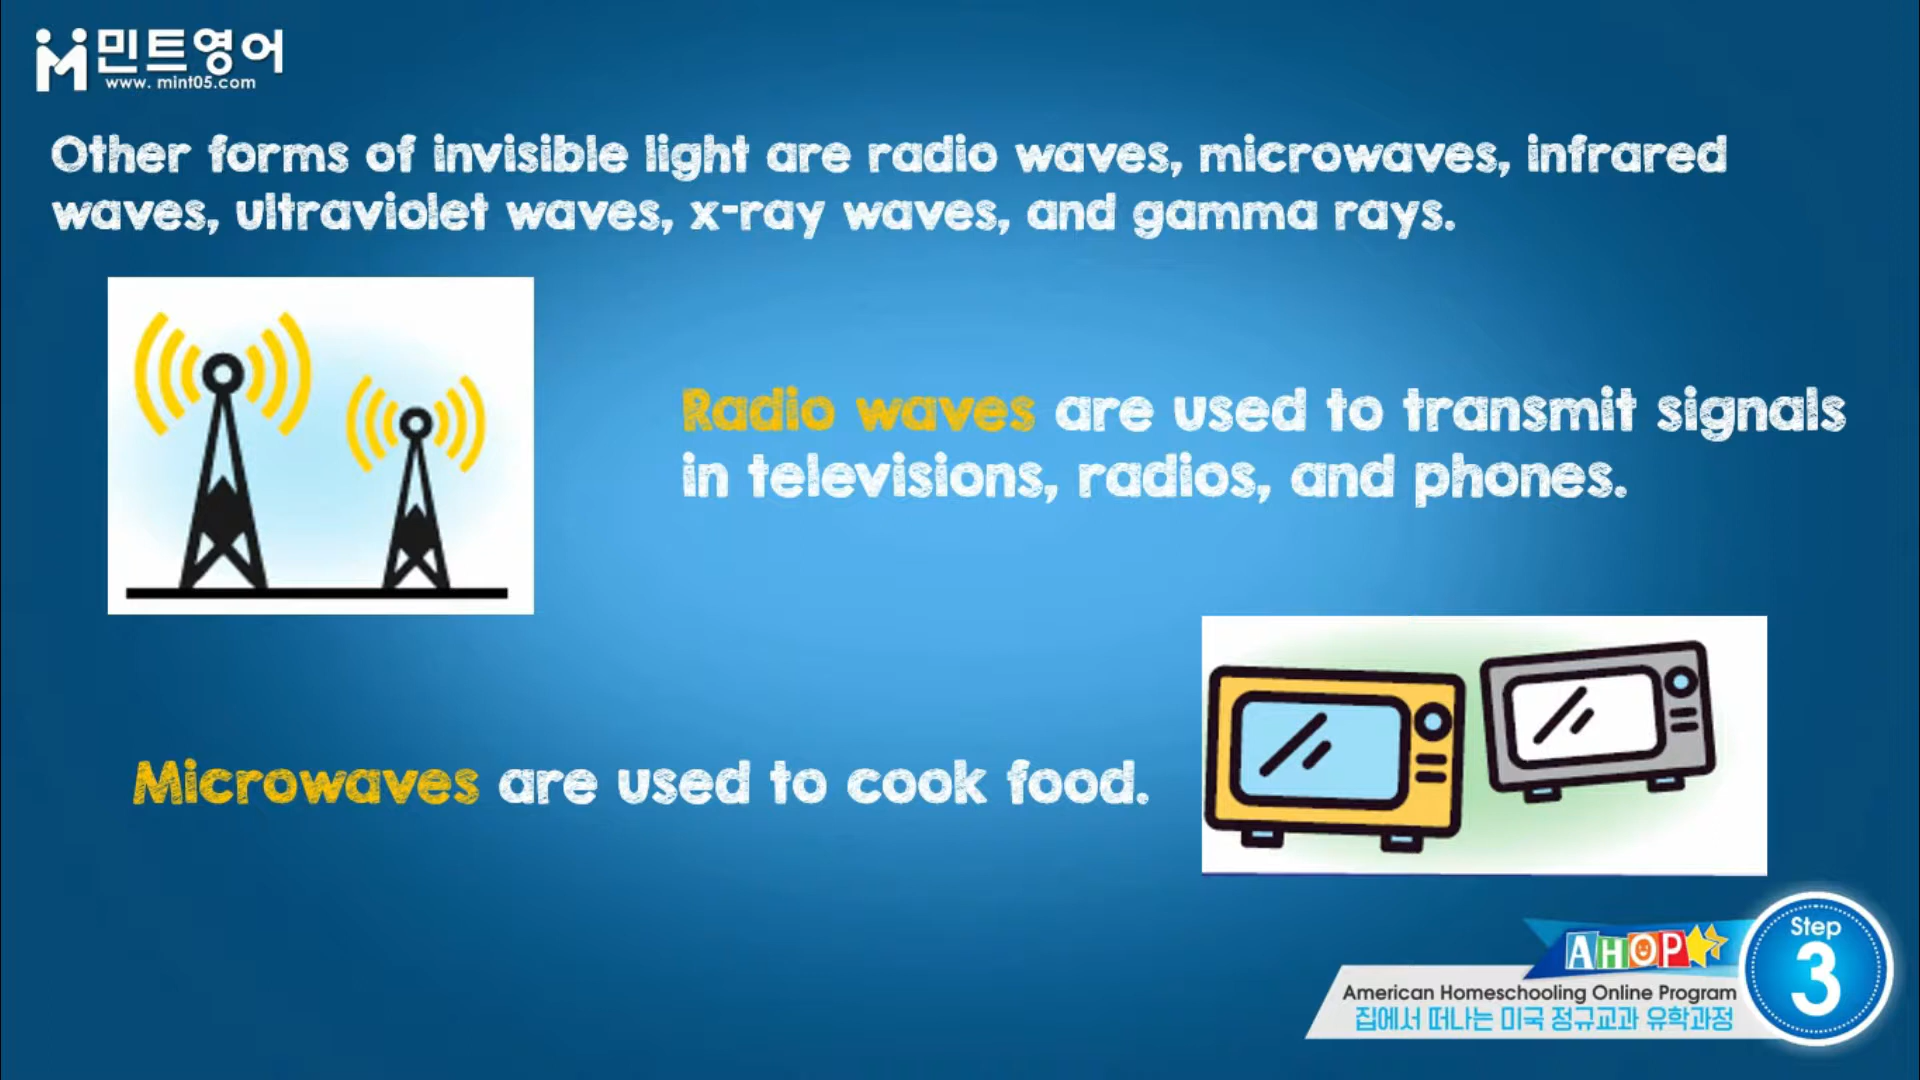 민트영어
www. mint05.com
Other forms of invisible light are radio waves, microwaves, infrared
waves, ultraviolet waves, x-ray waves, and gamma rays.
Radio waves are used to transmit signals
in televisions, radios, and phones.
Microwaves are used to cook food.
AHOP
American Homeschooling Online Program
집에서 떠나는 미국 정규교과 유학과정
Step
3